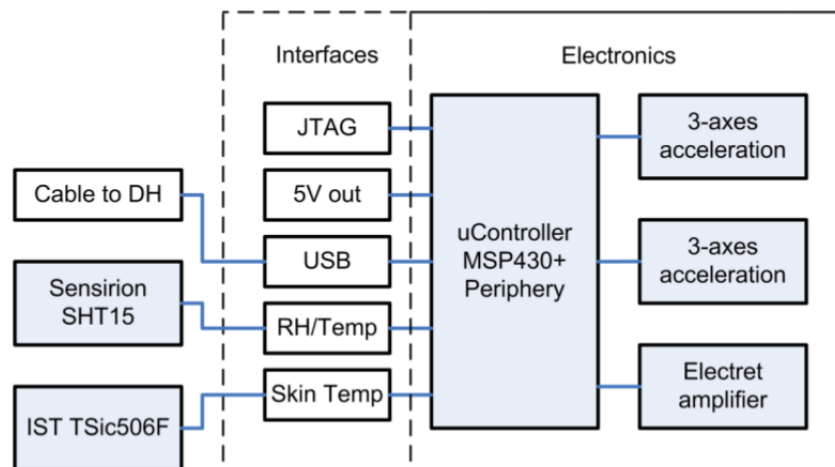 Interfaces
Electronics
JTAG
3-axes
acceleration
Cable to DH
5V out
uController
MSP430+
Periphery
USB
3-axes
acceleration
Sensirion
SHT15
RH/Temp
Skin Temp
Electret
amplifier
IST TSic506F